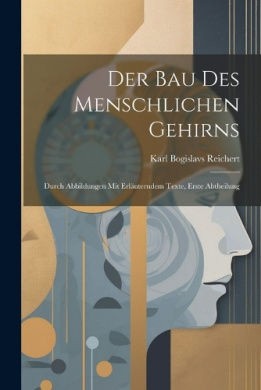 Der Bau Des
Menschlichen
Gehirns
Karl Bogislavs Reichert
Durch Abbildungen Mit Erläuterndem Texte, Erste Abtheilung